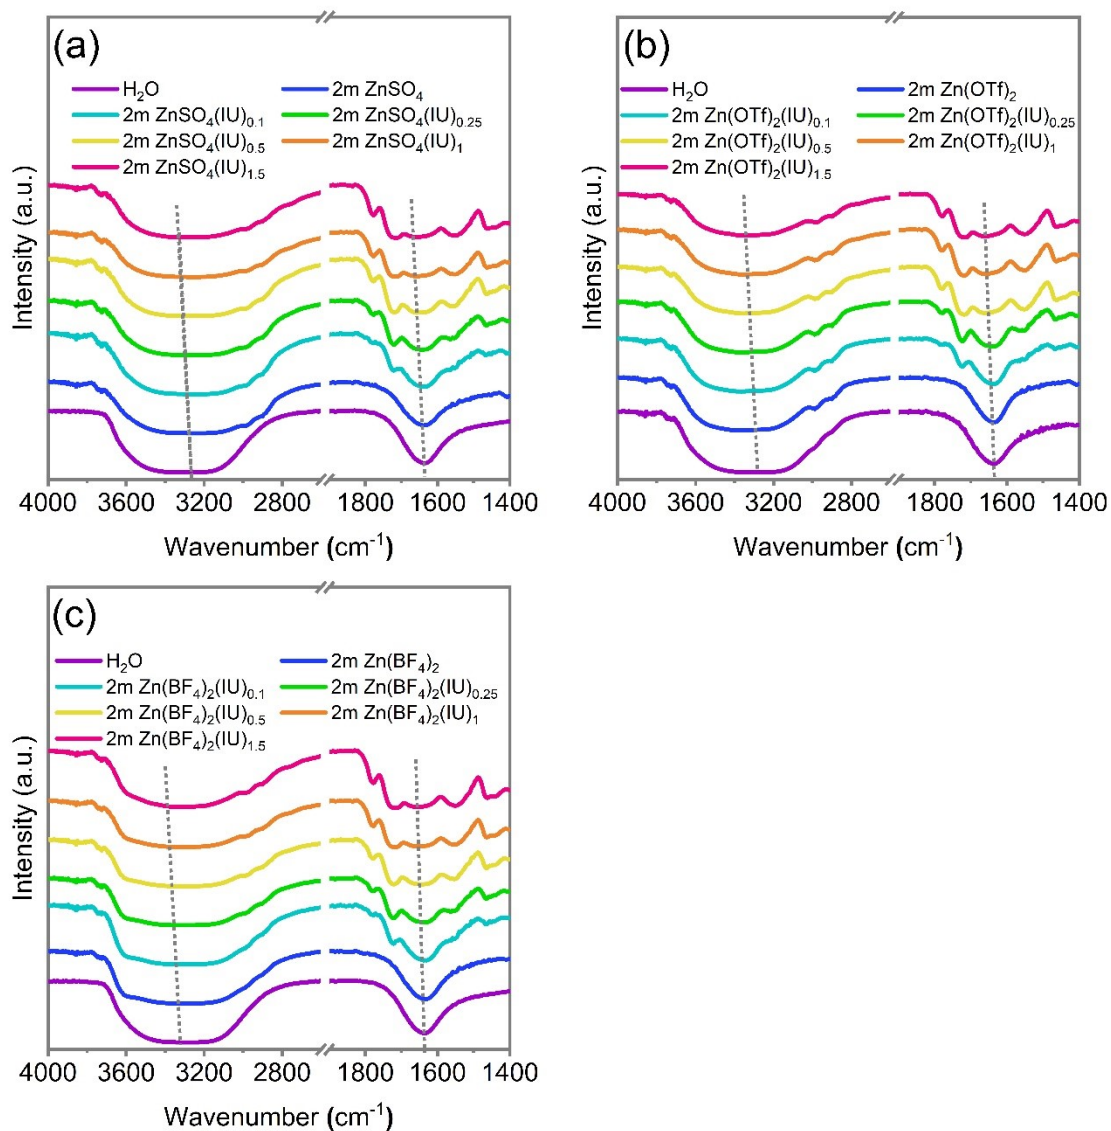 (a)
H₂O 2m ZnSO₄
2m ZnSO₄(IU)₀.₁ 2m ZnSO₄(IU)₀.₂₅
2m ZnSO₄(IU)₀.₅ 2m ZnSO₄(IU)₁
2m ZnSO₄(IU)₁.₅
Intensity (a.u.)
4000 3600 3200 2800 1800 1600 1400
Wavenumber (cm⁻¹)
(b)
H₂O 2m Zn(OTf)₂
2m Zn(OTf)₂(IU)₀.₁ 2m Zn(OTf)₂(IU)₀.₂₅
2m Zn(OTf)₂(IU)₀.₅ 2m Zn(OTf)₂(IU)₁
2m Zn(OTf)₂(IU)₁.₅
Intensity (a.u.)
4000 3600 3200 2800 1800 1600 1400
Wavenumber (cm⁻¹)
(c)
H₂O 2m Zn(BF₄)₂
2m Zn(BF₄)₂(IU)₀.₁ 2m Zn(BF₄)₂(IU)₀.₂₅
2m Zn(BF₄)₂(IU)₀.₅ 2m Zn(BF₄)₂(IU)₁
2m Zn(BF₄)₂(IU)₁.₅
Intensity (a.u.)
4000 3600 3200 2800 1800 1600 1400
Wavenumber (cm⁻¹)